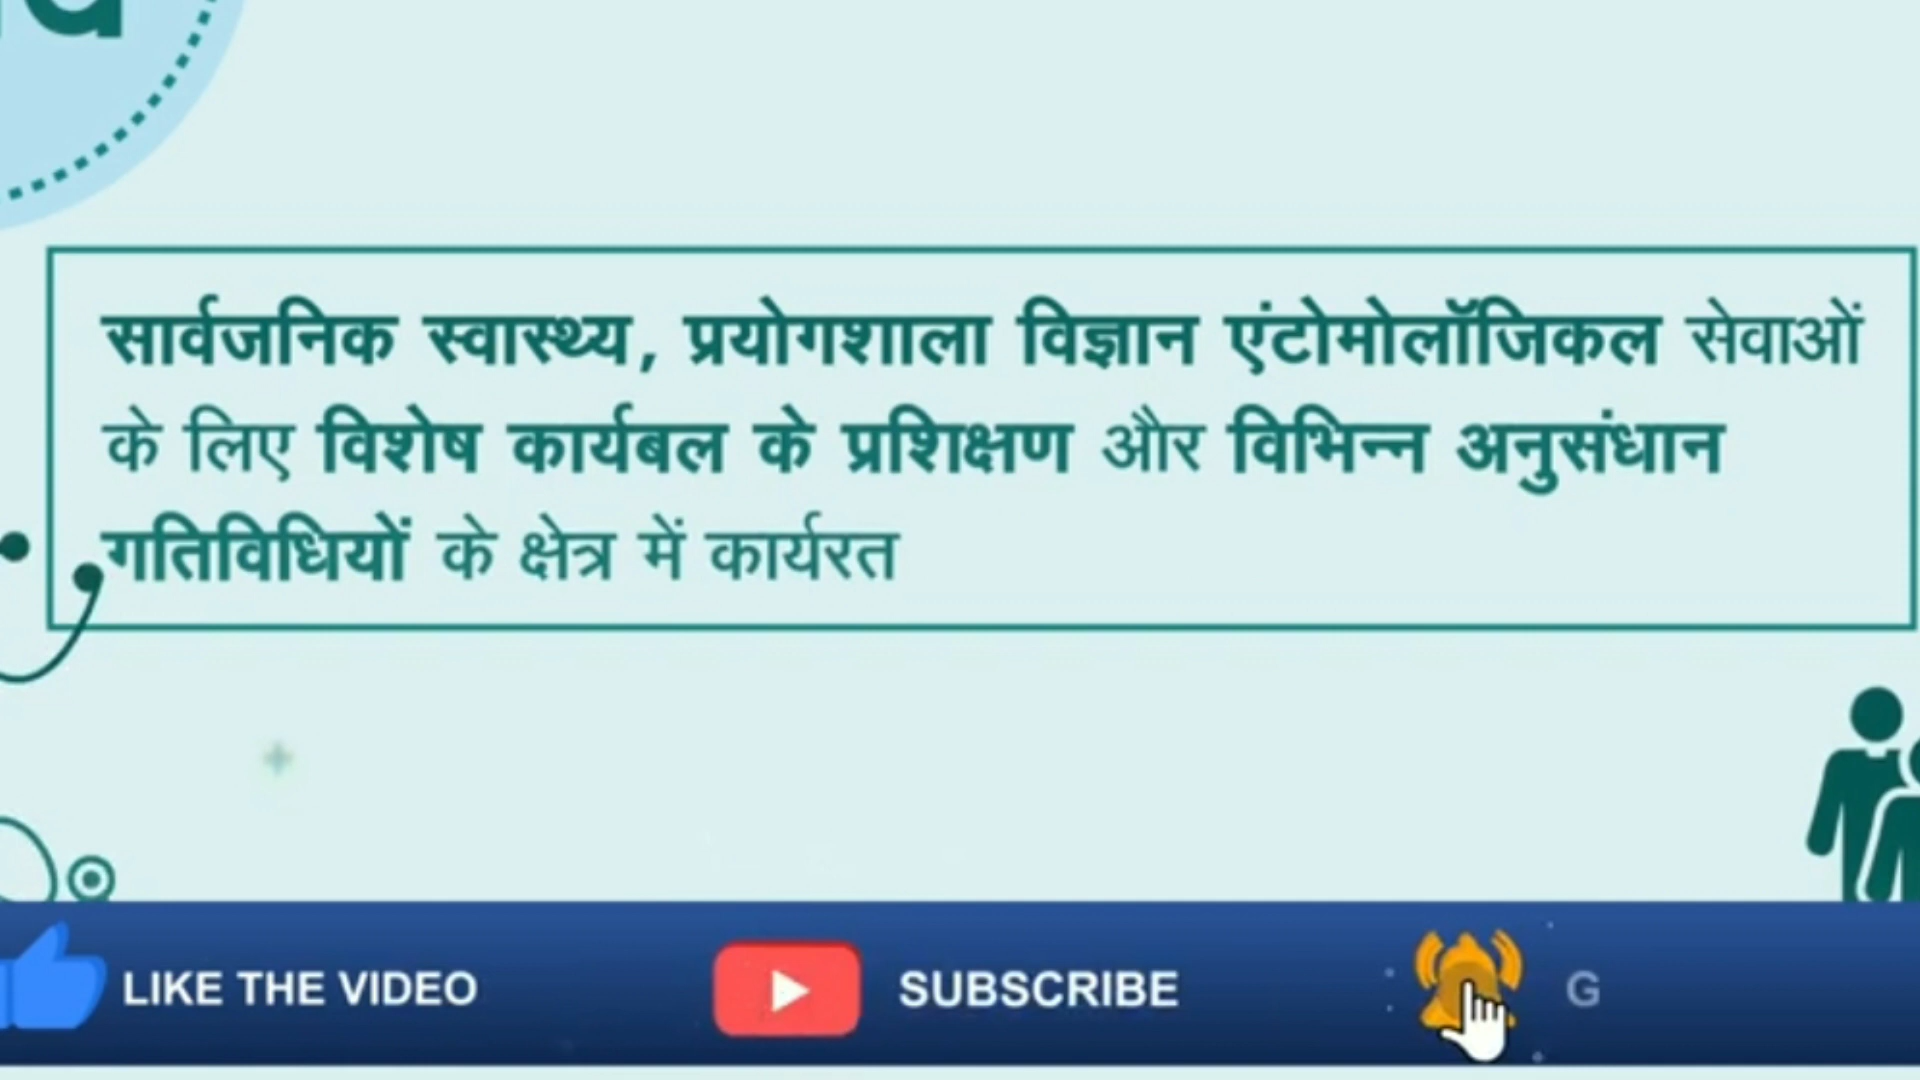 सार्वजनिक स्वास्थ्य, प्रयोगशाला विज्ञान एंटोमोलॉजिकल सेवाओं
के लिए विशेष कार्यबल के प्रशिक्षण और विभिन्न अनुसंधान
गतिविधियों के क्षेत्र में कार्यरत
LIKE THE VIDEO
SUBSCRIBE
G